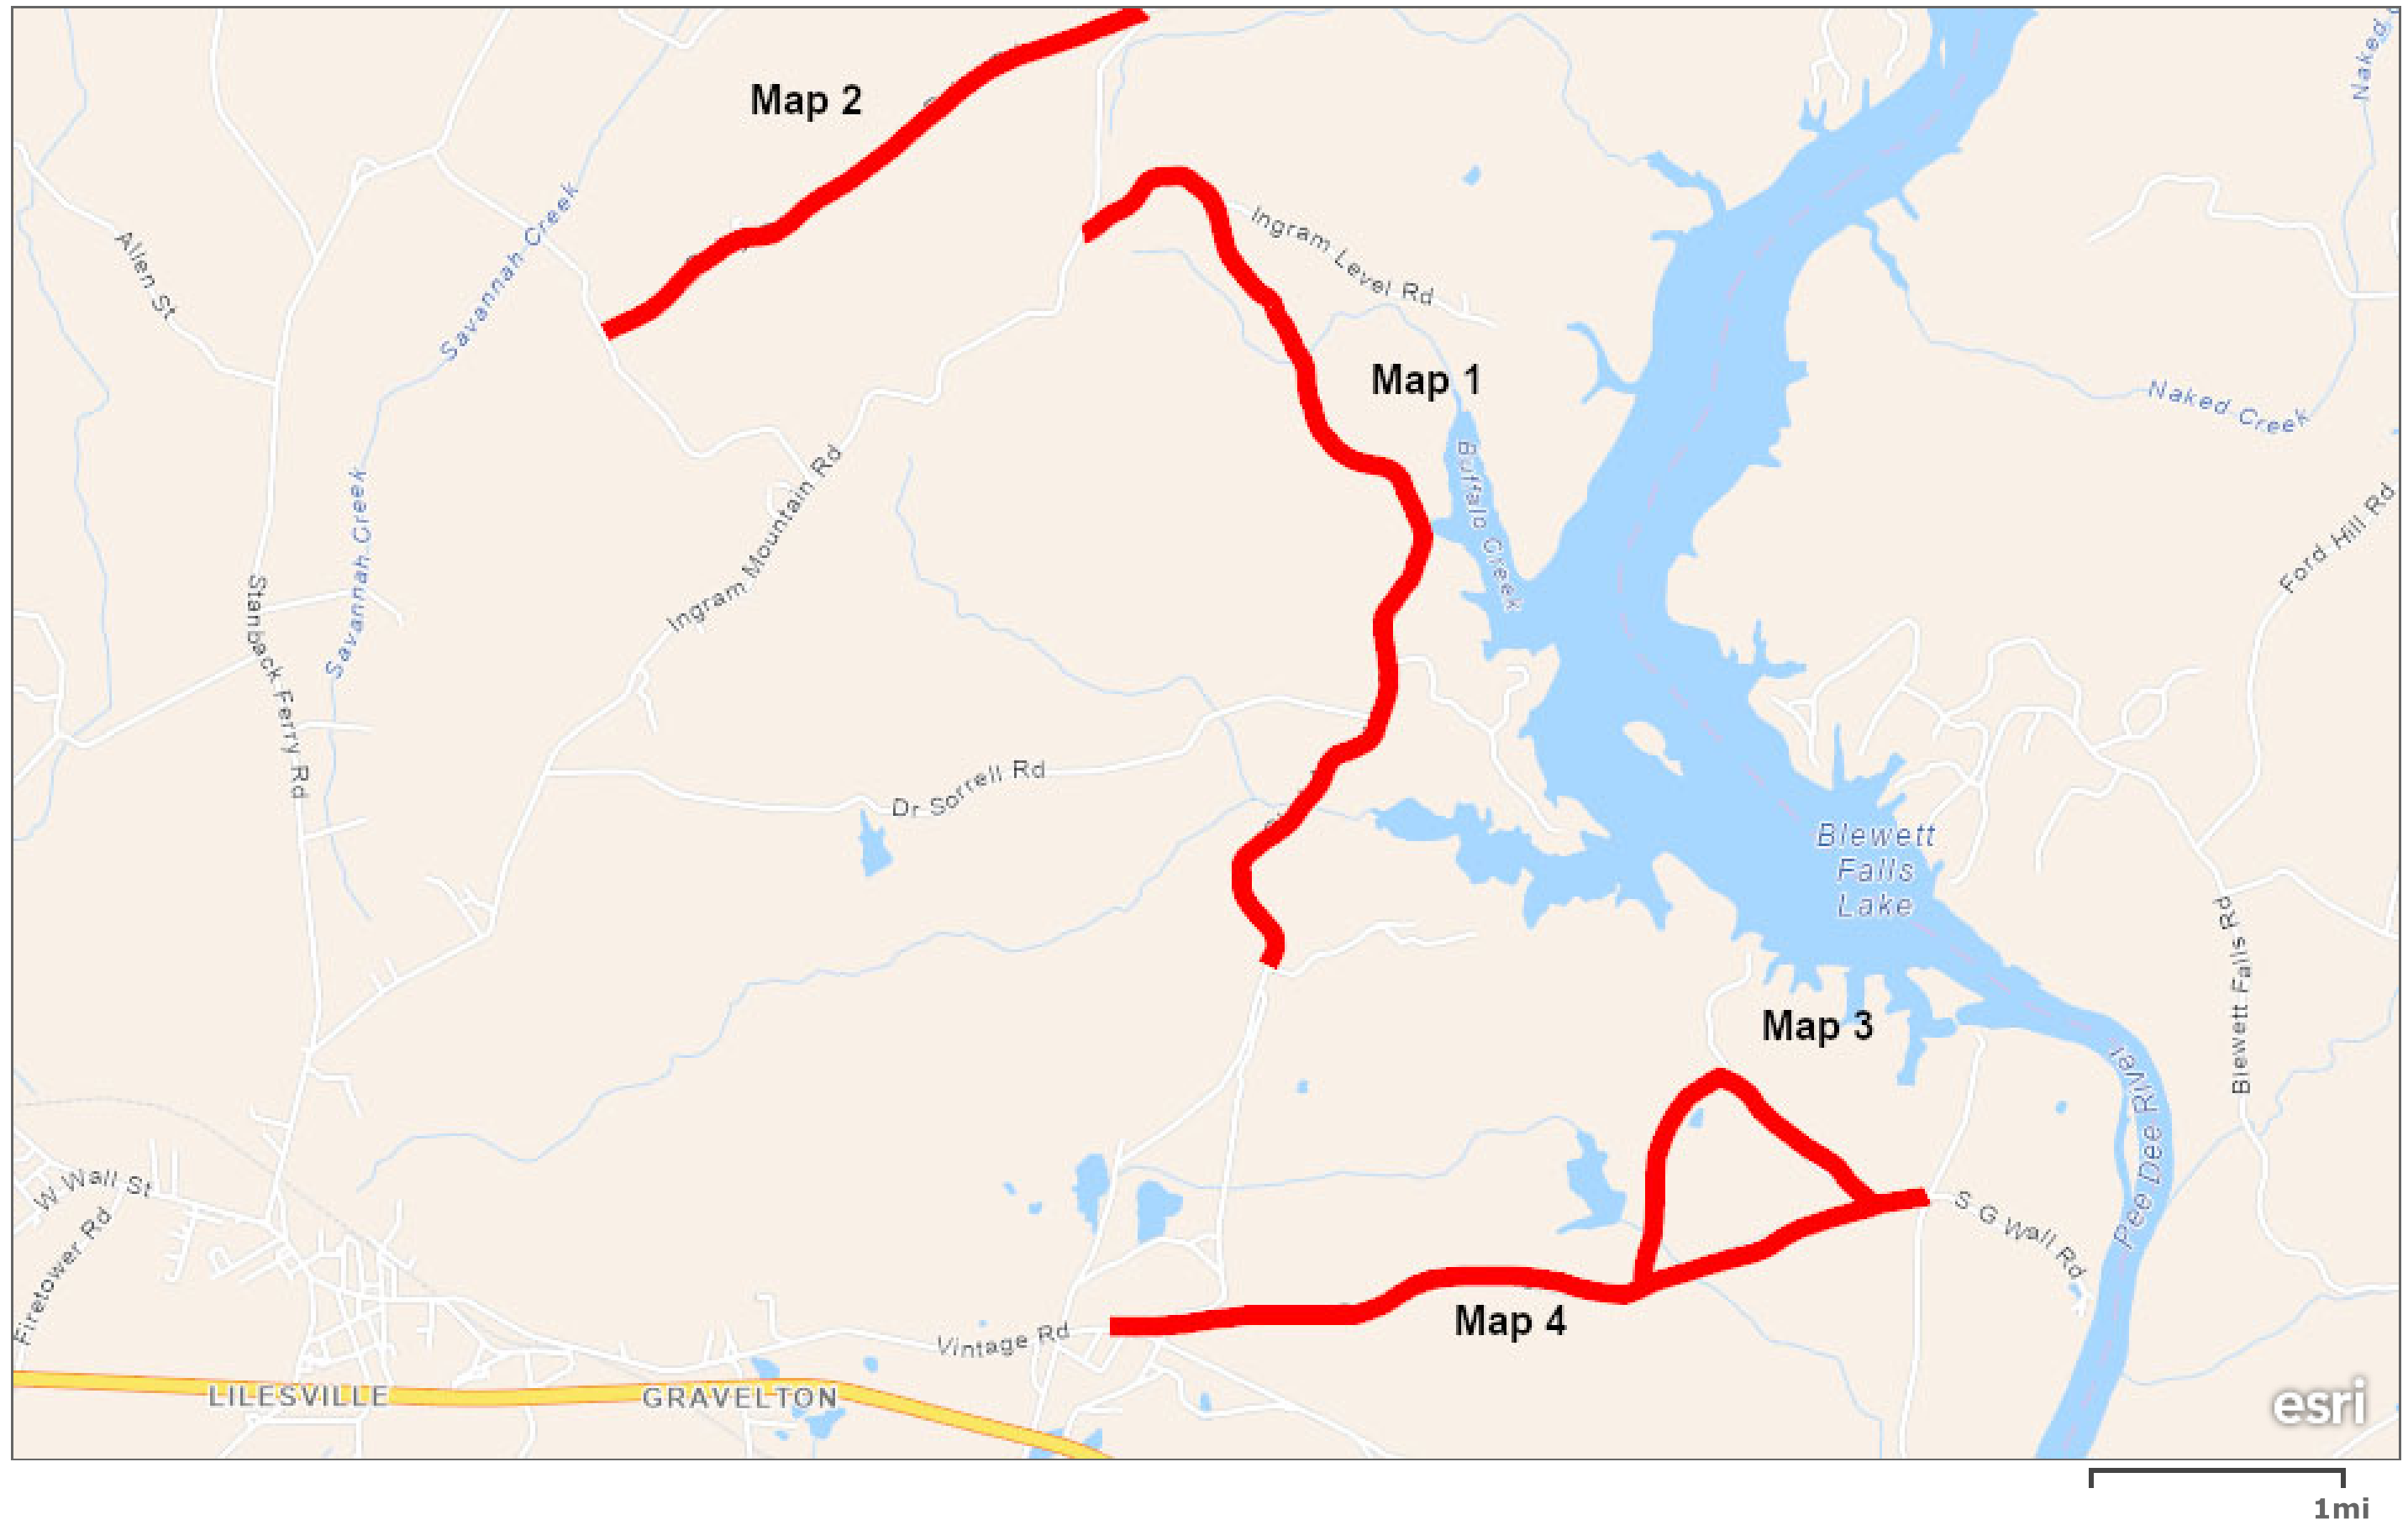 Map 2
Naked
Allen St
Savannah Creek
Ingram Level Rd
Map 1
Naked Creek
Buffalo Creek
Ingram Mountain Rd
Savannah Creek
Ford Hill Rd
Stanback Ferry Rd
Dr Sorrell Rd
Blewett
Falls
Lake
Blewett Falls Rd
Map 3
Pee Dee River
W Wall St
Firetower Rd
S G Wall Rd
Map 4
Vintage Rd
LILESVILLE
GRAVELTON
esri
1mi